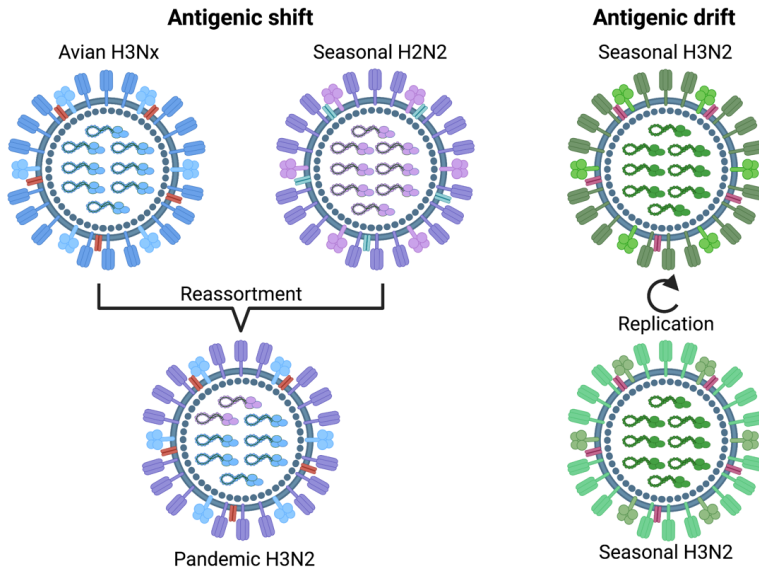 Antigenic shift
Avian H3Nx
Seasonal H2N2
Reassortment
Pandemic H3N2
Antigenic drift
Seasonal H3N2
Replication
Seasonal H3N2